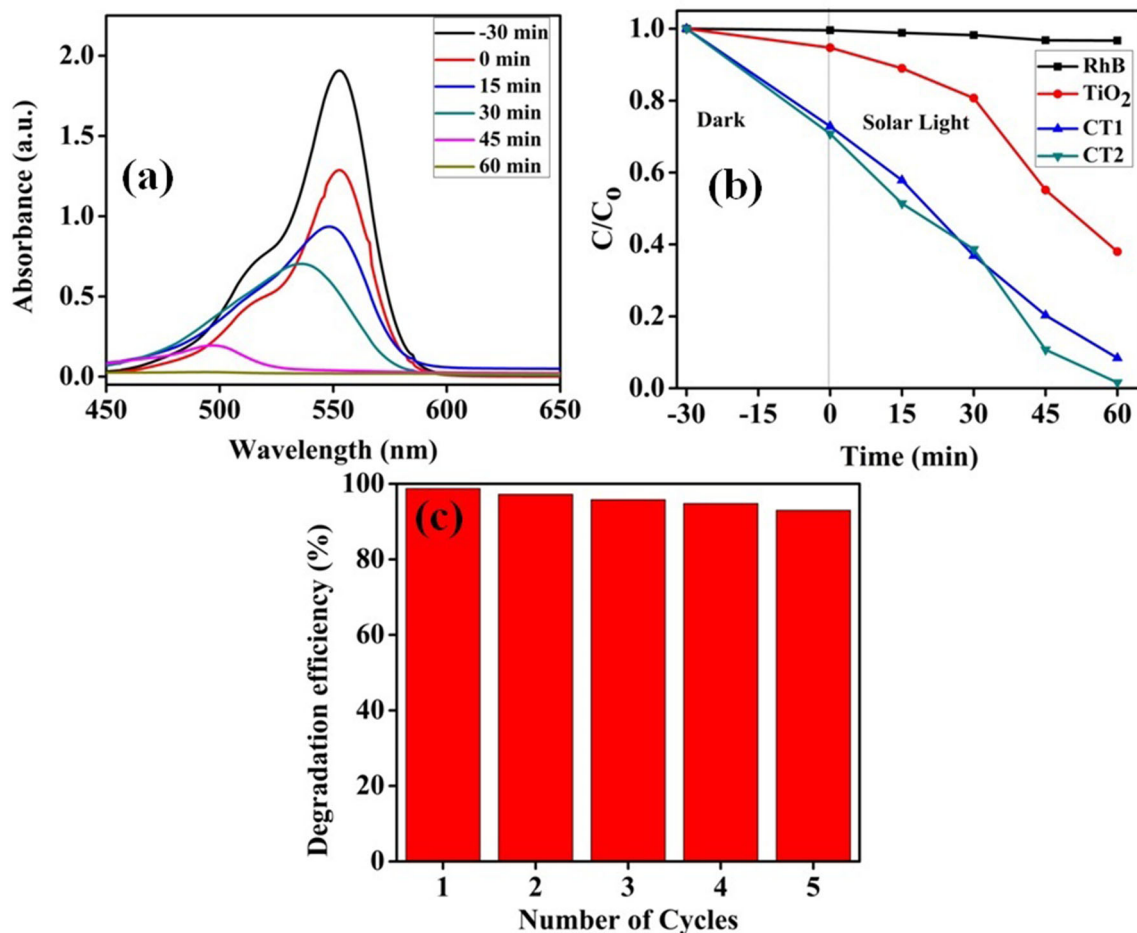 (a)
Absorbance (a.u.)
2.0
1.5
1.0
0.5
0.0
-30 min
0 min
15 min
30 min
45 min
60 min
450 500 550 600 650
Wavelength (nm)
(b)
C/C₀
1.0
0.8
0.6
0.4
0.2
0.0
Dark
Solar Light
RhB
TiO₂
CT1
CT2
-30 -15 0 15 30 45 60
Time (min)
(c)
Degradation efficiency (%)
100
80
60
40
20
0
1 2 3 4 5
Number of Cycles